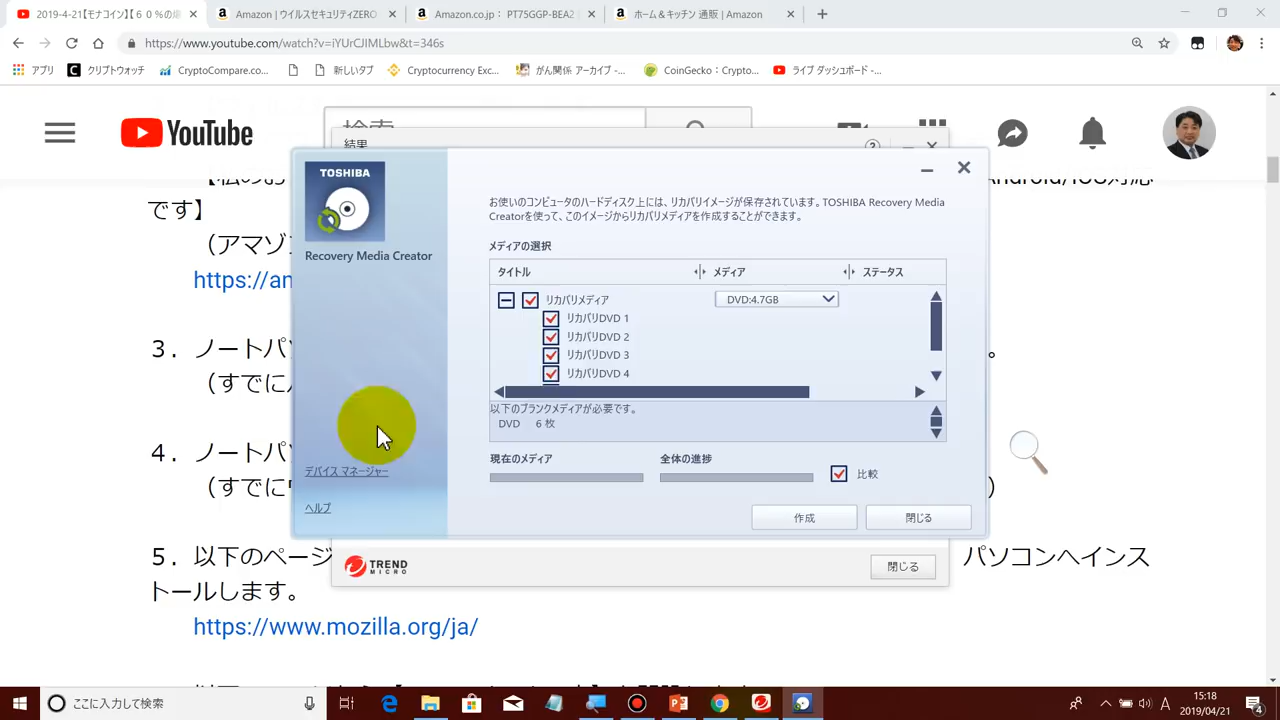 2019-4-21【モナコイン】【６０％の爆
Amazon | ウイルスセキュリティZERO
Amazon.co.jp： PT75GGP-BEA2
ホーム＆キッチン 通販 | Amazon
https://www.youtube.com/watch?v=iYUrCJIMLbw&t=346s
アプリ
クリプトウォッチ
CryptoCompare.co...
新しいタブ
Cryptocurrency Exc...
がん関係 アーカイブ -...
CoinGecko：Crypto...
ライブ ダッシュボード -...
YouTube
検索
結果
【私のお
Android/iOS対応
です】
（アマゾ
https://an
３．ノートパ
。
（すでに
４．ノートパ
（すでに
）
５．以下のページ
パソコンへインス
トールします。
https://www.mozilla.org/ja/
TOSHIBA
Recovery Media Creator
デバイス マネージャー
ヘルプ
お使いのコンピュータのハードディスク上には、リカバリイメージが保存されています。TOSHIBA Recovery Media
Creatorを使って、このイメージからリカバリメディアを作成することができます。
メディアの選択
タイトル
メディア
ステータス
リカバリメディア
DVD:4.7GB
リカバリDVD 1
リカバリDVD 2
リカバリDVD 3
リカバリDVD 4
以下のブランクメディアが必要です。
DVD 6 枚
現在のメディア
全体の進捗
比較
作成
閉じる
TREND
MICRO
閉じる
ここに入力して検索
15:18
2019/04/21
4